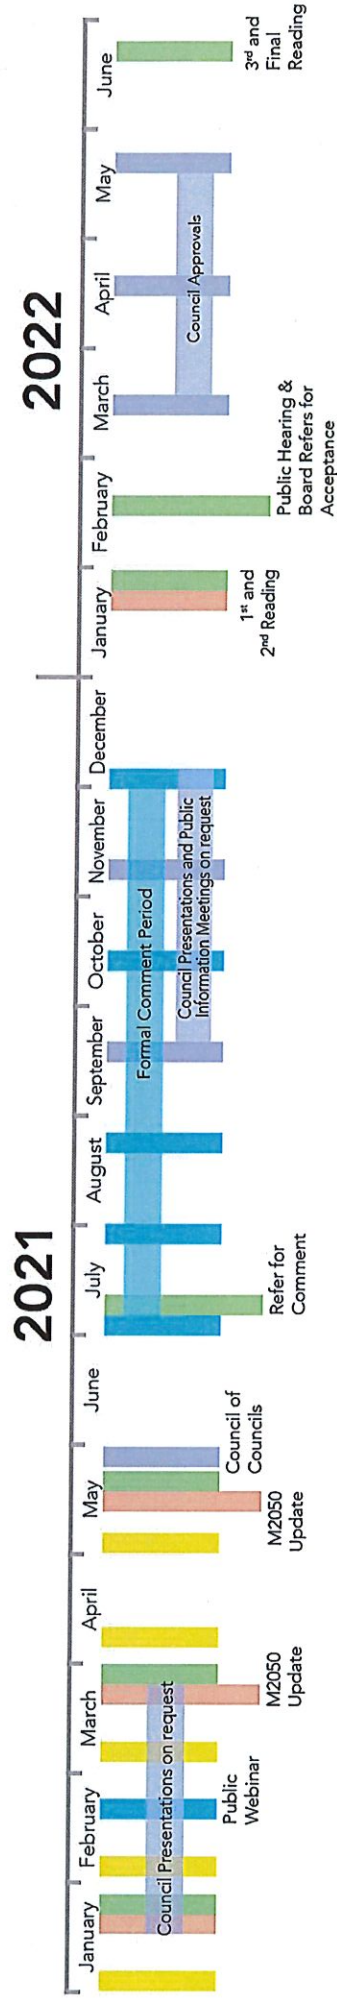 2021
2022
January
February
March
April
May
June
July
August
September
October
November
December
January
February
March
April
May
June
Council Presentations on request
Public
Webinar
M2050
Update
M2050
Update
Council of
Councils
Refer for
Comment
Formal Comment Period
Council Presentations and Public
Information Meetings on request
1st and
2nd Reading
Public Hearing &
Board Refers for
Acceptance
Council Approvals
3rd and
Final
Reading